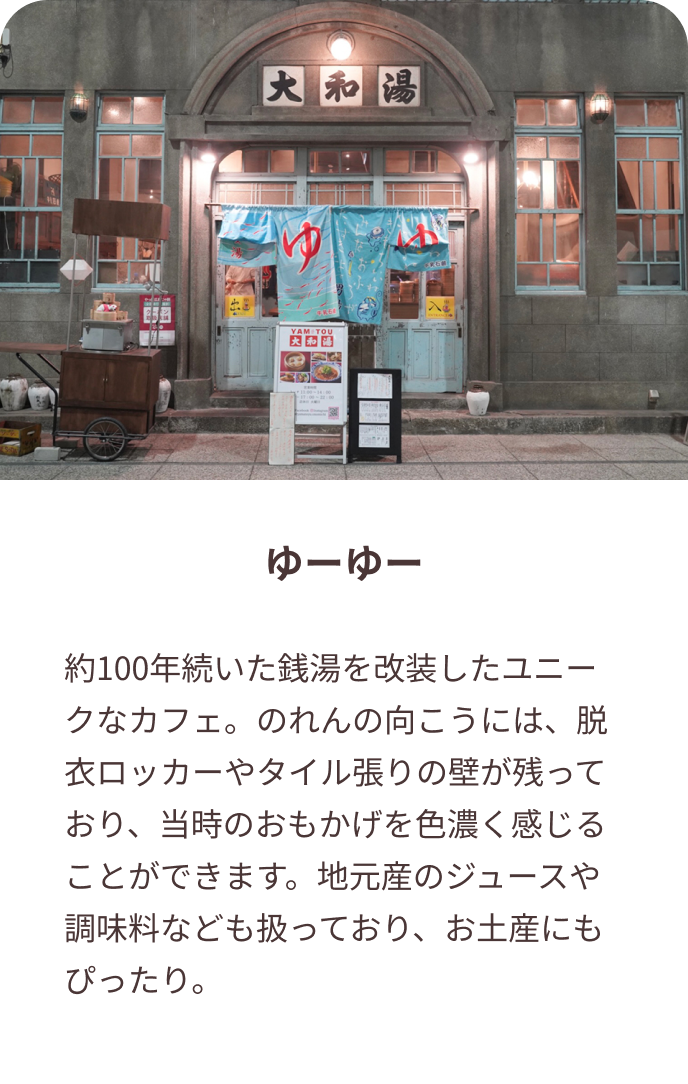 大和湯
ゆ ゆ
出 入
YAM TOU
大和湯
ゆーゆー
約100年続いた銭湯を改装したユニー
クなカフェ。のれんの向こうには、脱
衣ロッカーやタイル張りの壁が残って
おり、当時のおもかげを色濃く感じる
ことができます。地元産のジュースや
調味料なども扱っており、お土産にも
ぴったり。